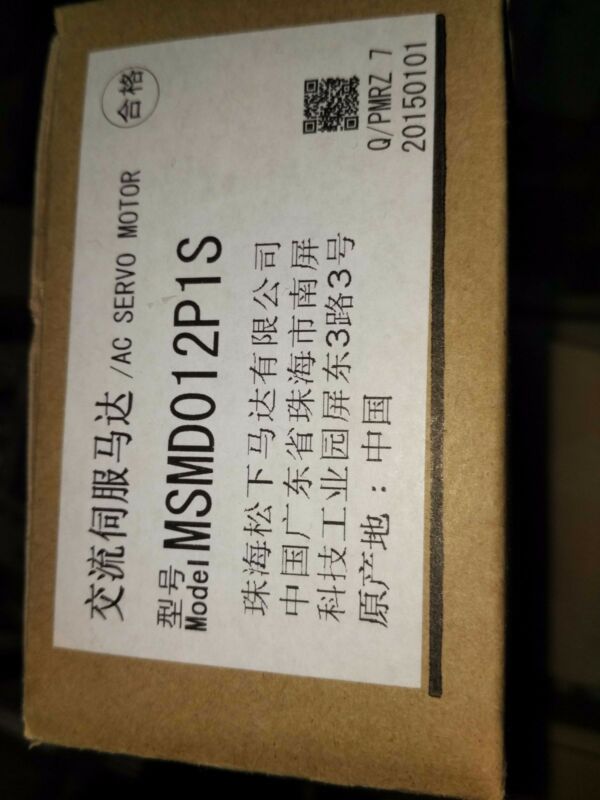 交流伺服马达 /AC SERVO MOTOR
合格
型号
Model MSMD012P1S
珠海松下马达有限公司
中国广东省珠海市南屏
科技工业园屏东3路3号
原产地：中国
Q/PMRZ 7
20150101